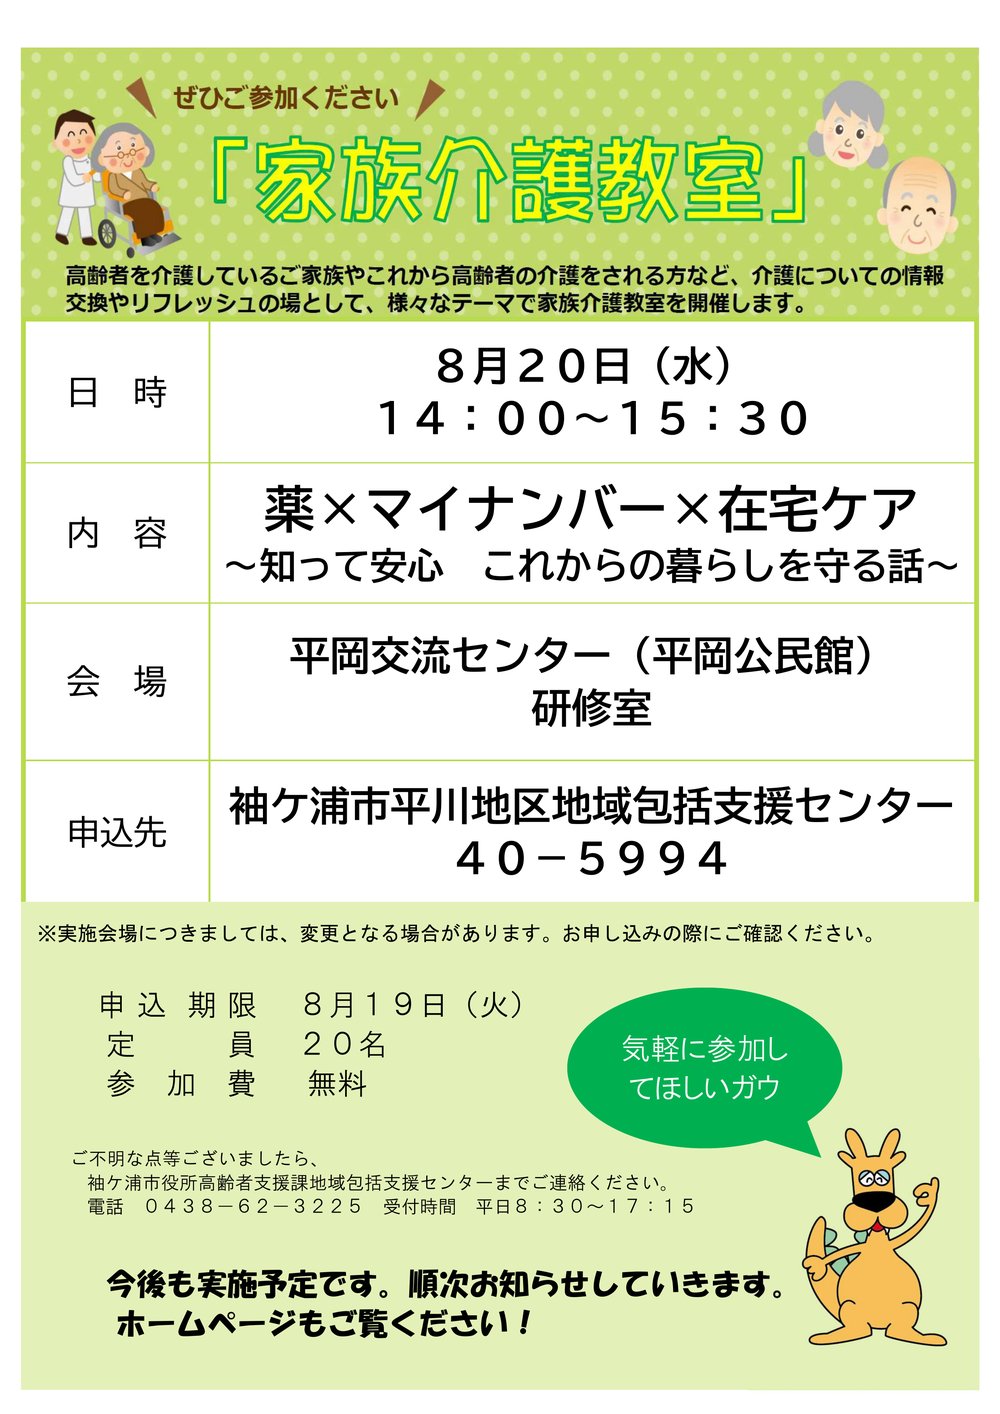 ぜひご参加ください
「家族介護教室」
高齢者を介護しているご家族やこれから高齢者の介護をされる方など、介護についての情報
交換やリフレッシュの場として、様々なテーマで家族介護教室を開催します。
日　時
８月２０日（水）
１４：００～１５：３０
内　容
薬×マイナンバー×在宅ケア
～知って安心　これからの暮らしを守る話～
会　場
平岡交流センター（平岡公民館）
研修室
申込先
袖ケ浦市平川地区地域包括支援センター
４０－５９９４
※実施会場につきましては、変更となる場合があります。お申し込みの際にご確認ください。
申込期限　８月１９日（火）
定　　員　２０名
参 加 費　無料
気軽に参加し
てほしいガウ
ご不明な点等ございましたら、
袖ケ浦市役所高齢者支援課地域包括支援センターまでご連絡ください。
電話　０４３８－６２－３２２５　受付時間　平日８：３０～１７：１５
今後も実施予定です。順次お知らせしていきます。
ホームページもご覧ください！